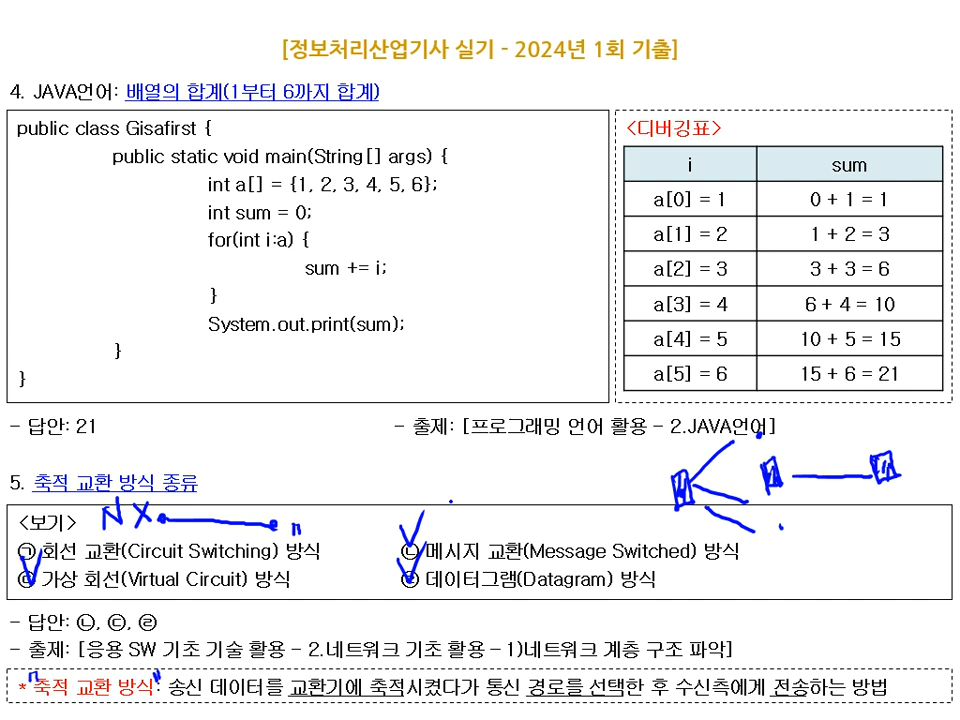 [정보처리산업기사 실기 - 2024년 1회 기출]
4. JAVA언어: 배열의 합계(1부터 6까지 합계)
public class Gisafirst {
public static void main(String[] args) {
int a[] = {1, 2, 3, 4, 5, 6};
int sum = 0;
for(int i:a) {
sum += i;
}
System.out.print(sum);
}
}
<디버깅표>
i sum
a[0] = 1 0 + 1 = 1
a[1] = 2 1 + 2 = 3
a[2] = 3 3 + 3 = 6
a[3] = 4 6 + 4 = 10
a[4] = 5 10 + 5 = 15
a[5] = 6 15 + 6 = 21
- 답안: 21 - 출제: [프로그래밍 언어 활용 - 2.JAVA언어]
5. 축적 교환 방식 종류
<보기> NX
㉠ 회선 교환(Circuit Switching) 방식 ㉡ 메시지 교환(Message Switched) 방식
㉢ 가상 회선(Virtual Circuit) 방식 ㉣ 데이터그램(Datagram) 방식
- 답안: ㉡, ㉢, ㉣
- 출제: [응용 SW 기초 기술 활용 - 2.네트워크 기초 활용 - 1)네트워크 계층 구조 파악]
* 축적 교환 방식: 송신 데이터를 교환기에 축적시켰다가 통신 경로를 선택한 후 수신측에게 전송하는 방법